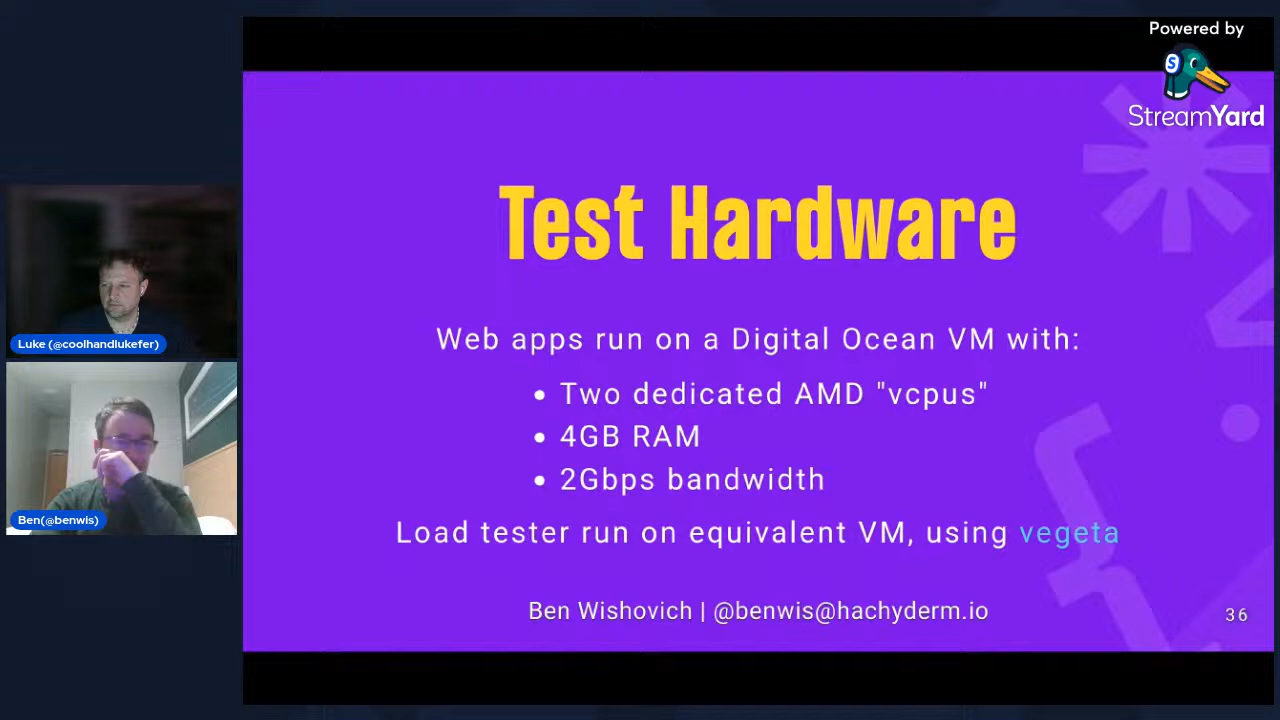 Powered by
StreamYard
Test Hardware
Web apps run on a Digital Ocean VM with:
• Two dedicated AMD "vcpus"
• 4GB RAM
• 2Gbps bandwidth
Load tester run on equivalent VM, using vegeta
Ben Wishovich | @benwis@hachyderm.io
36
Luke (@coolhandlukefer)
Ben(@benwis)